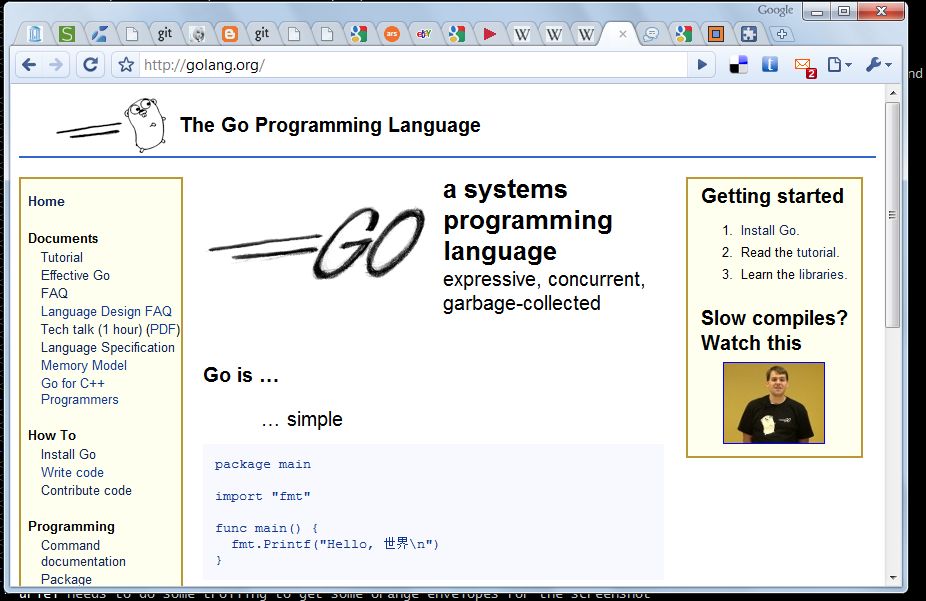 Google
S
git
git
ars
ebY
W
W
W
http://golang.org/
t
2
nd
The Go Programming Language
Home
Documents
Tutorial
Effective Go
FAQ
Language Design FAQ
Tech talk (1 hour) (PDF)
Language Specification
Memory Model
Go for C++
Programmers
How To
Install Go
Write code
Contribute code
Programming
Command
documentation
Package
GO
a systems
programming
language
expressive, concurrent,
garbage-collected
Go is …
… simple
package main
import "fmt"
func main() {
fmt.Printf("Hello, 世界\n")
}
Getting started
1. Install Go.
2. Read the tutorial.
3. Learn the libraries.
Slow compiles?
Watch this
needs to do some trolling to get some orange envelopes for the screenshot